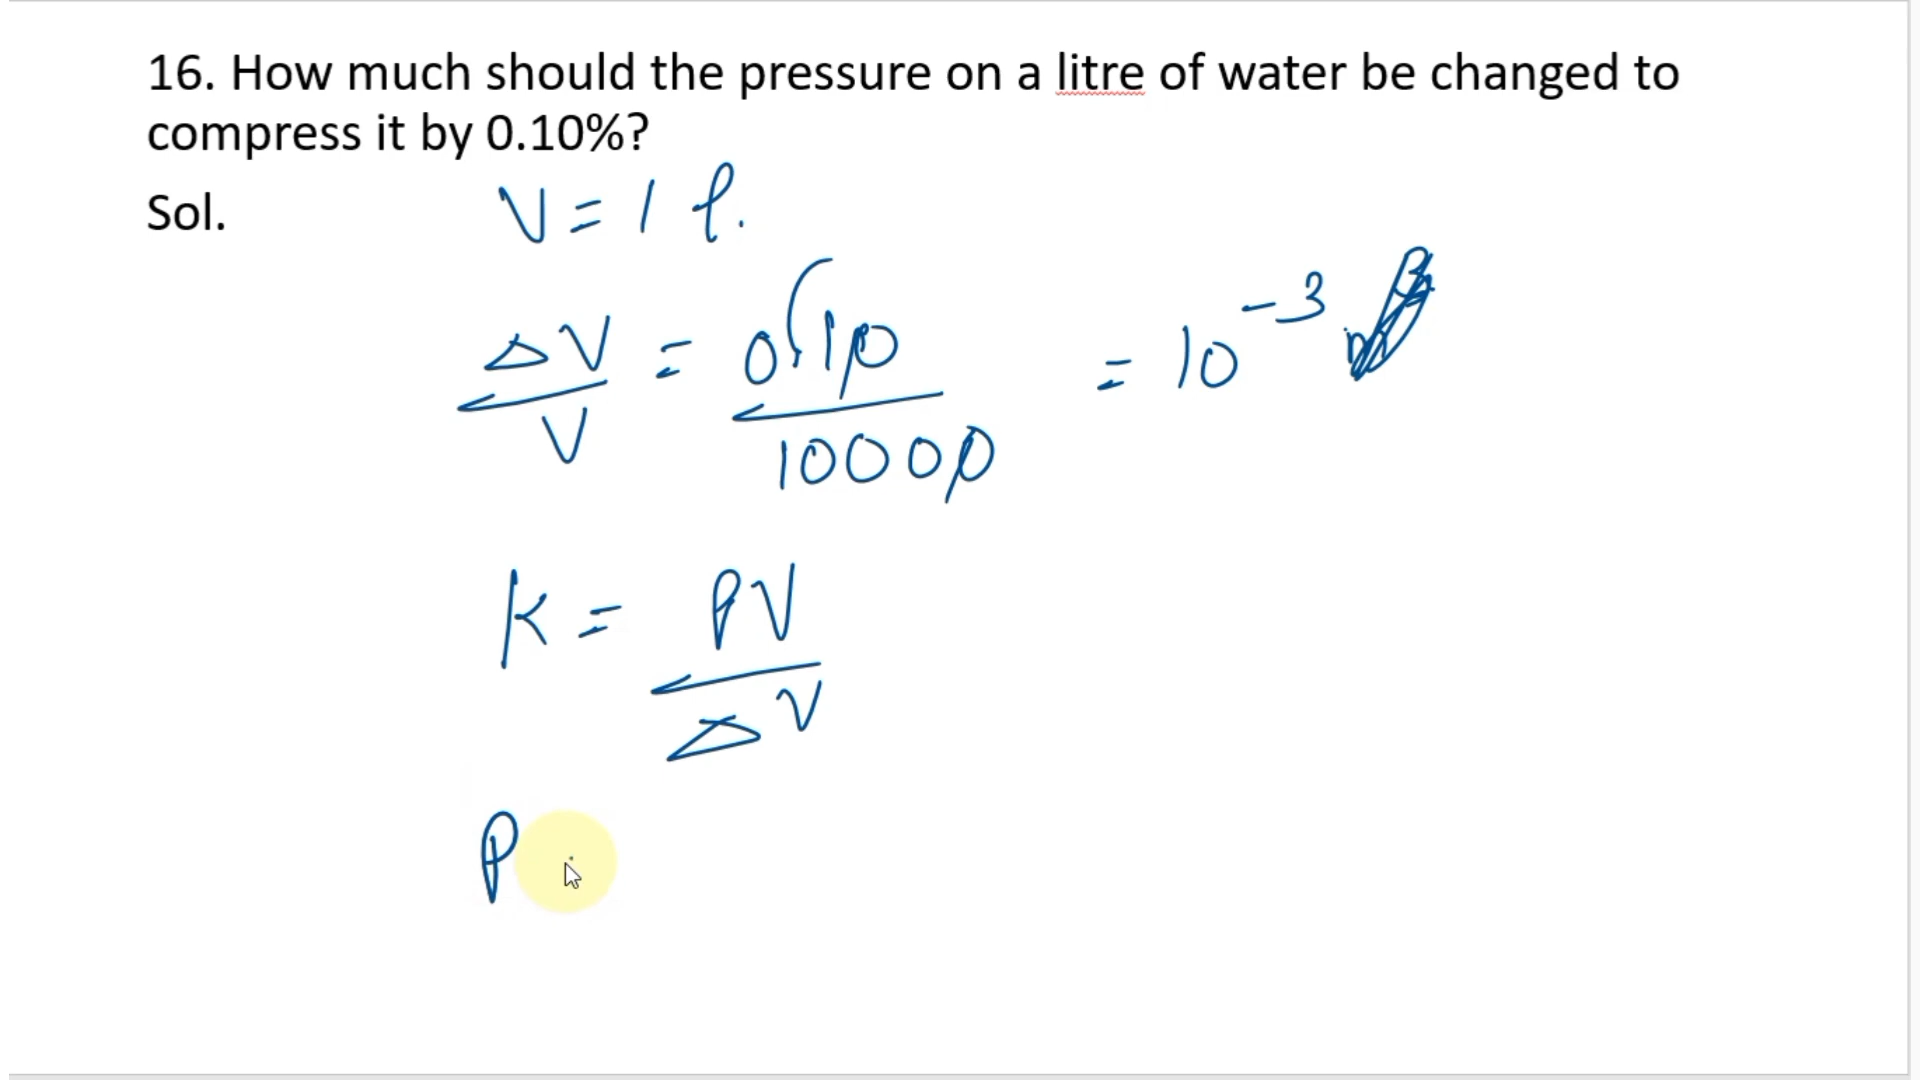 16. How much should the pressure on a litre of water be changed to
compress it by 0.10%?
Sol.
V = 1 l.
ΔV/V = 0.10/10000 = 10^-3
K = PV/ΔV
P